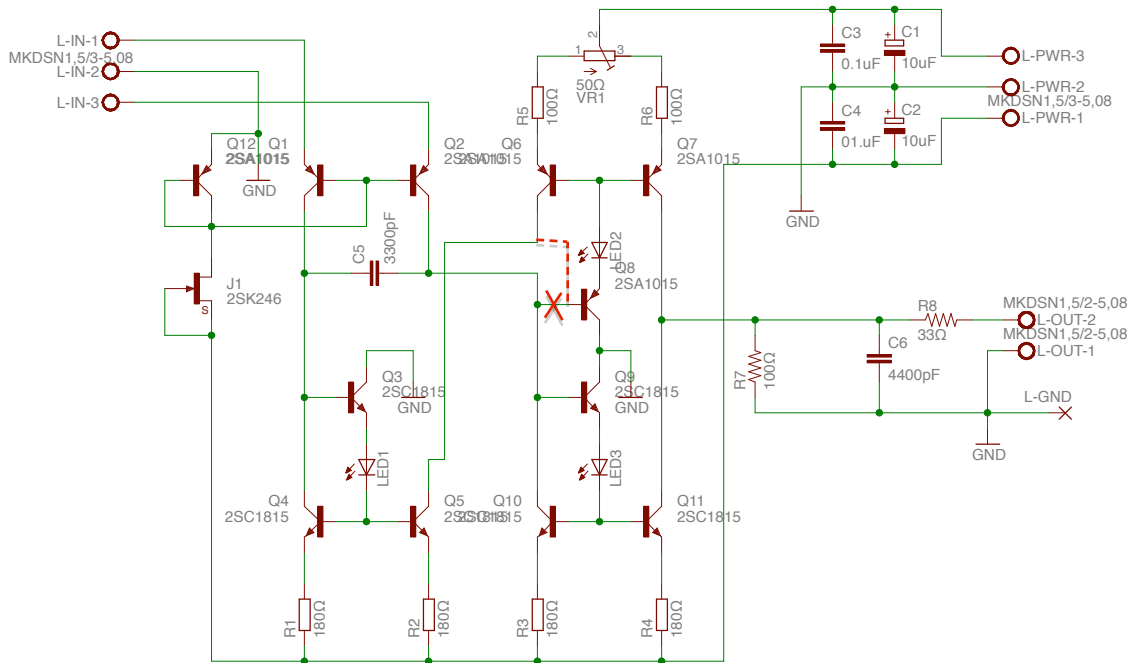 L-IN-1
MKDSN1,5/3-5,08
L-IN-2
L-IN-3
Q12
2SA1015
Q1
GND
Q2
2SA1015
Q6
2SA1015
Q7
2SA1015
1
2
3
50Ω
VR1
R5
100Ω
R6
100Ω
C3
0.1uF
+
C1
10uF
C4
01.uF
+
C2
10uF
L-PWR-3
L-PWR-2
MKDSN1,5/3-5,08
L-PWR-1
GND
C5
3300pF
LED2
Q8
2SA1015
J1
2SK246
S
Q3
2SC1815
GND
Q9
2SC1815
GND
LED1
LED3
R7
100Ω
C6
4400pF
R8
33Ω
MKDSN1,5/2-5,08
L-OUT-2
MKDSN1,5/2-5,08
L-OUT-1
L-GND
GND
Q4
2SC1815
Q5
2SC1815
Q10
2SC1815
Q11
2SC1815
R1
180Ω
R2
180Ω
R3
180Ω
R4
180Ω